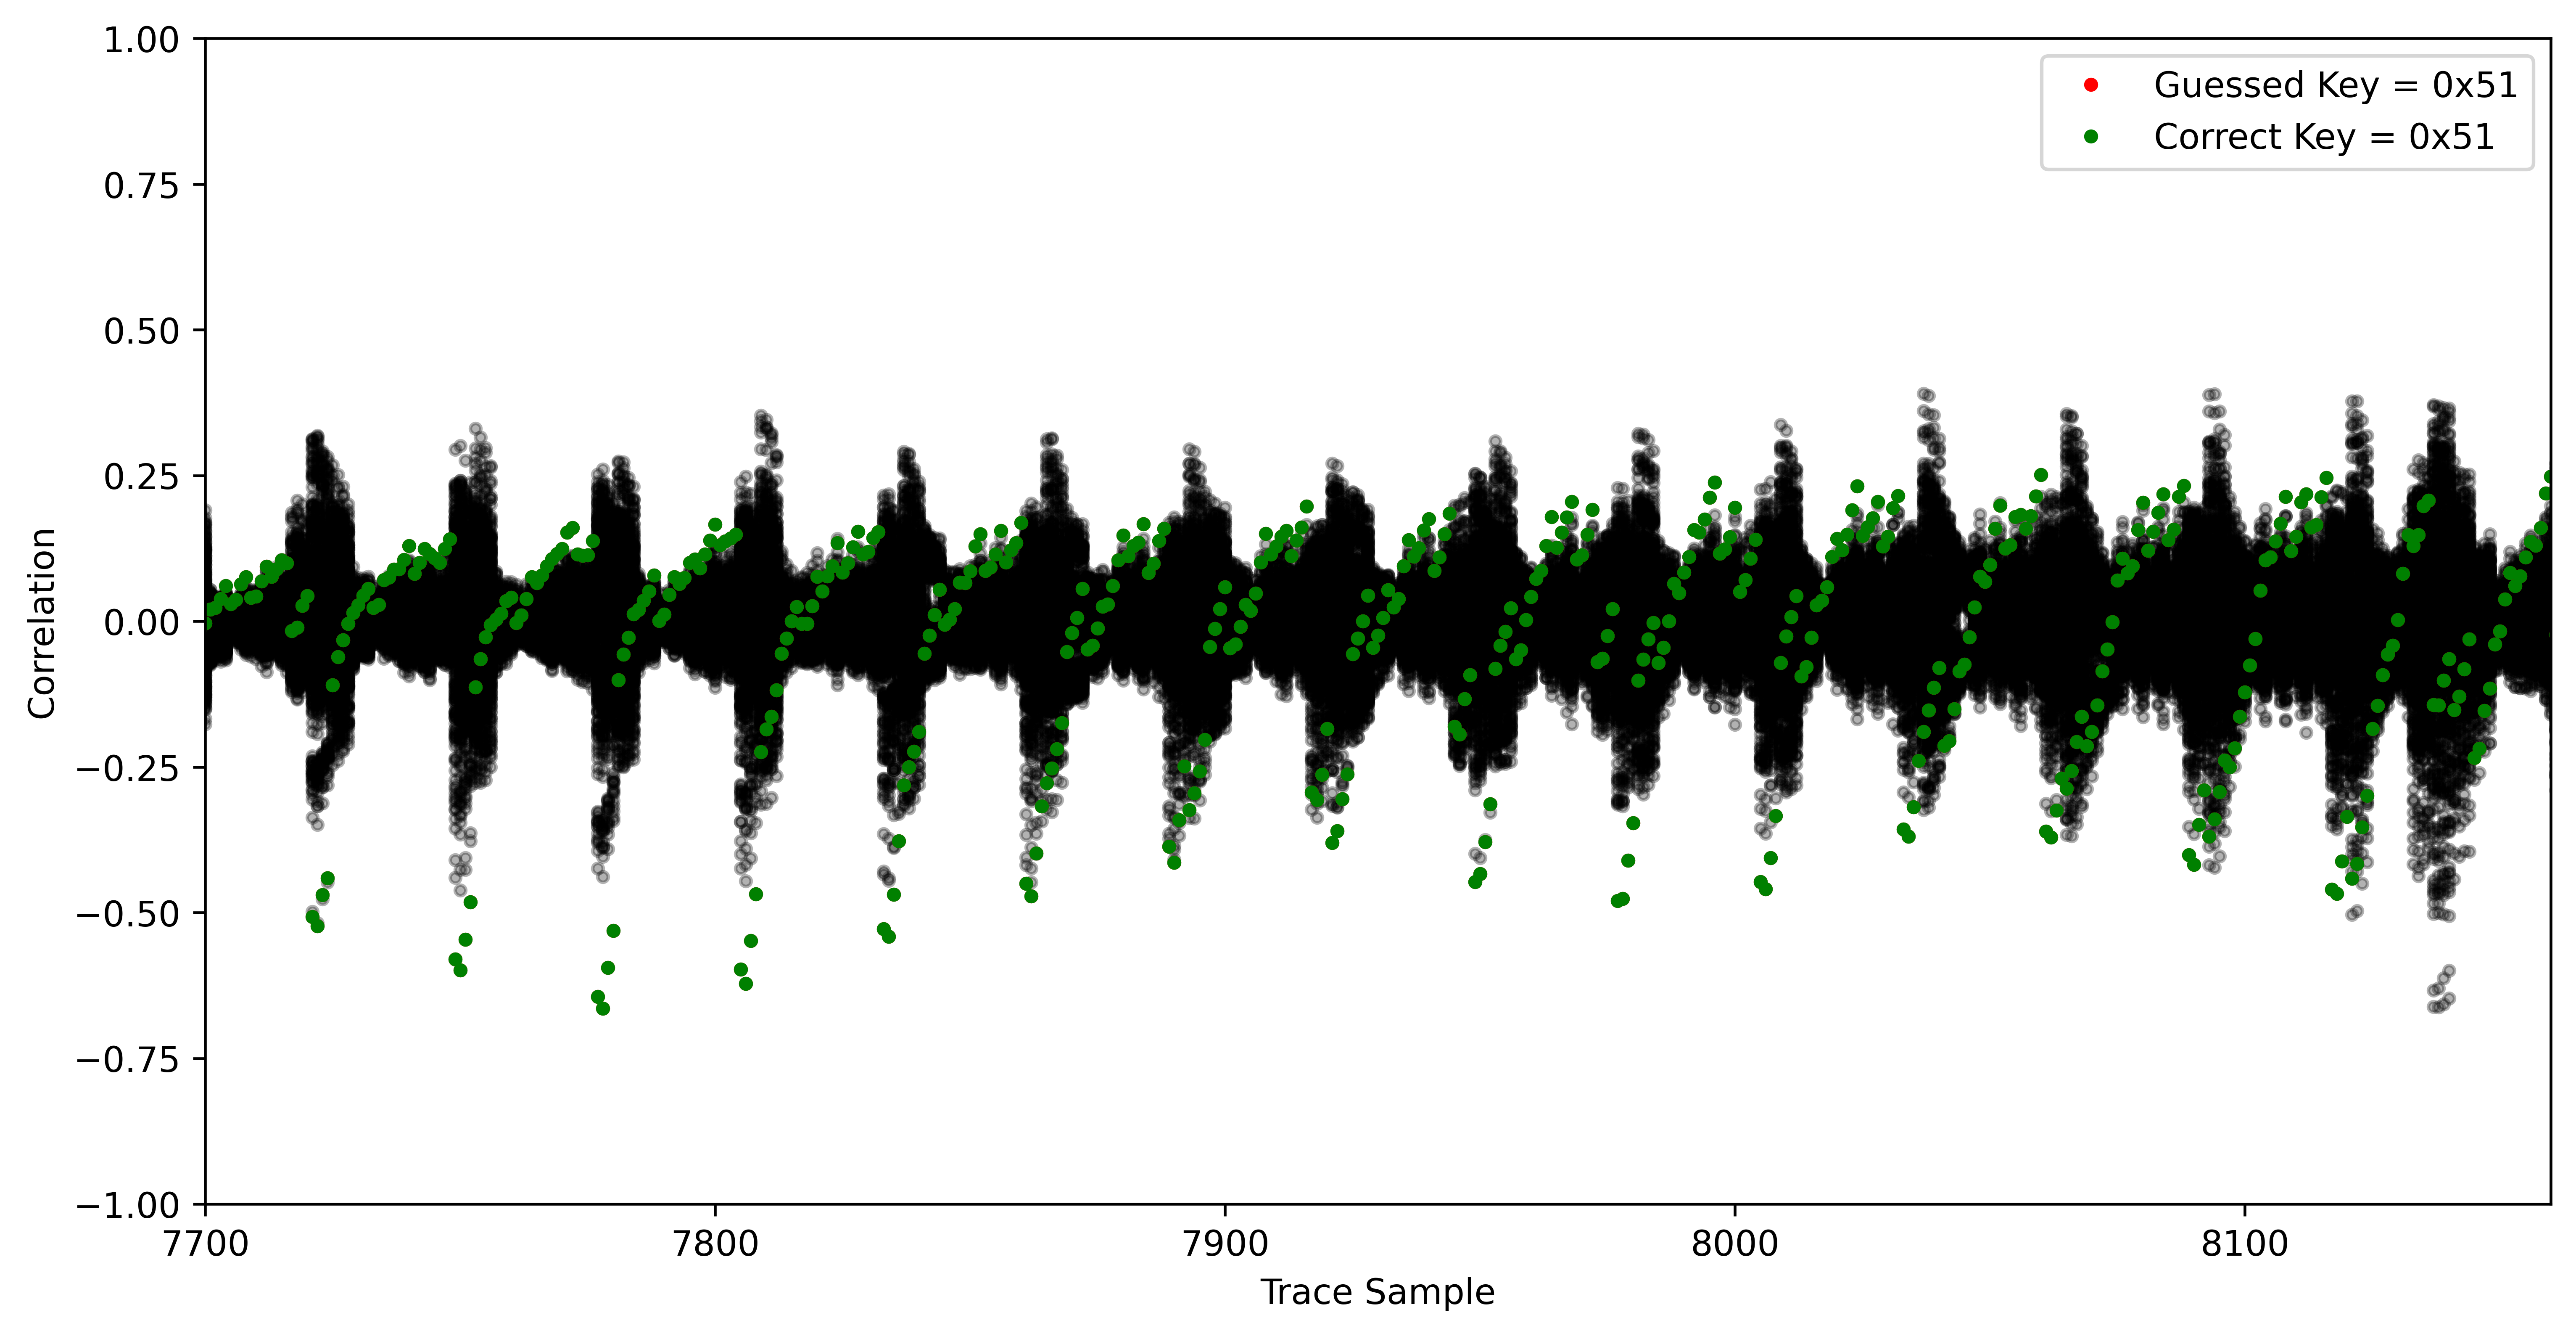 1.00
0.75
0.50
0.25
0.00
−0.25
−0.50
−0.75
−1.00
Correlation
7700 7800 7900 8000 8100
Trace Sample
Guessed Key = 0x51
Correct Key = 0x51